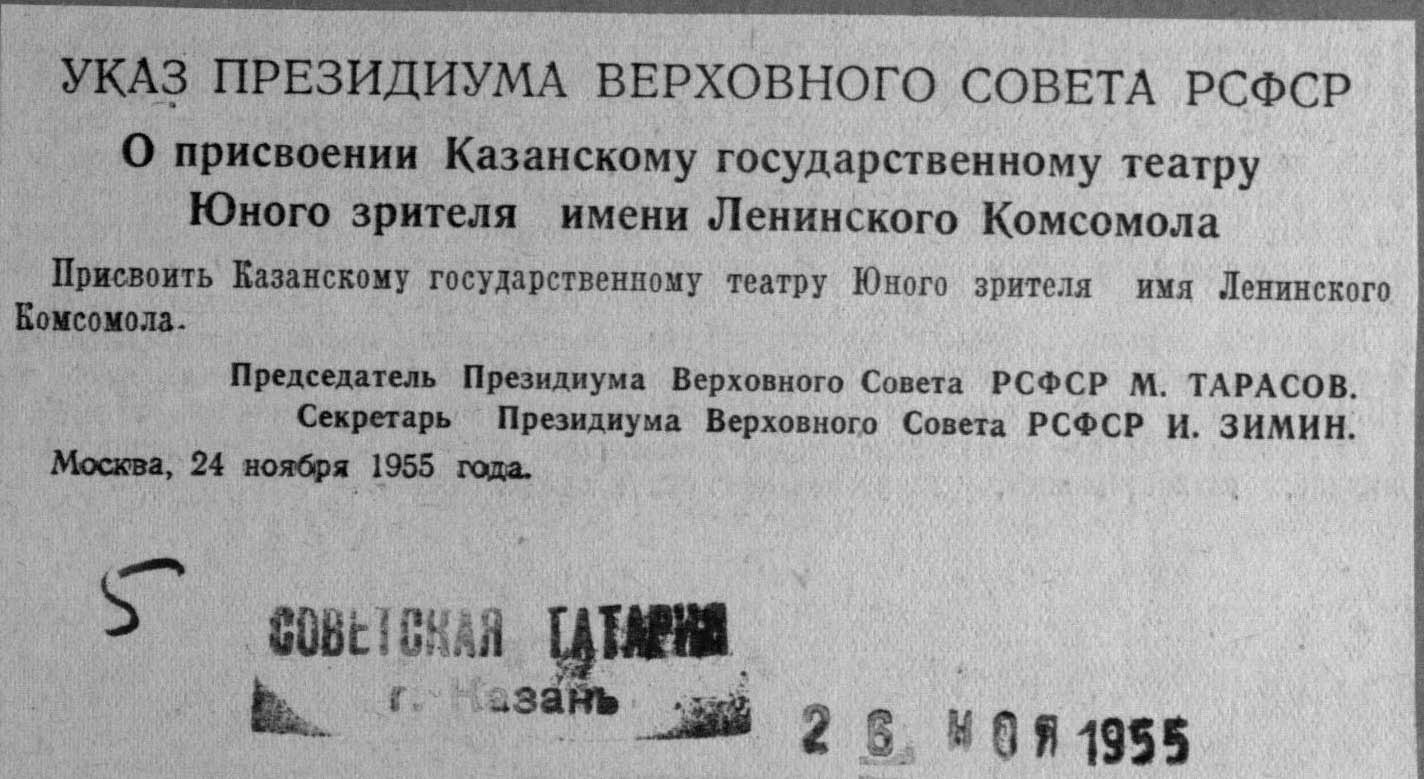 УКАЗ ПРЕЗИДИУМА ВЕРХОВНОГО СОВЕТА РСФСР
О присвоении Казанскому государственному театру
Юного зрителя имени Ленинского Комсомола
Присвоить Казанскому государственному театру Юного зрителя имя Ленинского
Комсомола.
Председатель Президиума Верховного Совета РСФСР М. ТАРАСОВ.
Секретарь Президиума Верховного Совета РСФСР И. ЗИМИН.
Москва, 24 ноября 1955 года.
5
СОВЕТСКАЯ ТАТАРИЯ
г. Казань
26 НОЯ 1955